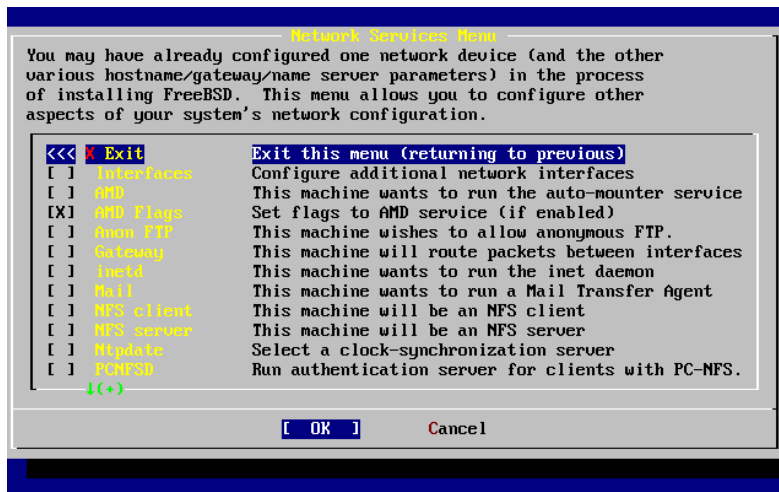 Network Services Menu
You may have already configured one network device (and the other
various hostname/gateway/name server parameters) in the process
of installing FreeBSD.  This menu allows you to configure other
aspects of your system's network configuration.
<<< X Exit Exit this menu (returning to previous)
[ ] Interfaces Configure additional network interfaces
[ ] AMD This machine wants to run the auto-mounter service
[X] AMD Flags Set flags to AMD service (if enabled)
[ ] Anon FTP This machine wishes to allow anonymous FTP.
[ ] Gateway This machine will route packets between interfaces
[ ] inetd This machine wants to run the inet daemon
[ ] Mail This machine wants to run a Mail Transfer Agent
[ ] NFS client This machine will be an NFS client
[ ] NFS server This machine will be an NFS server
[ ] Ntpdate Select a clock-synchronization server
[ ] PCNFSD Run authentication server for clients with PC-NFS.
↓(+)
[ OK ] Cancel